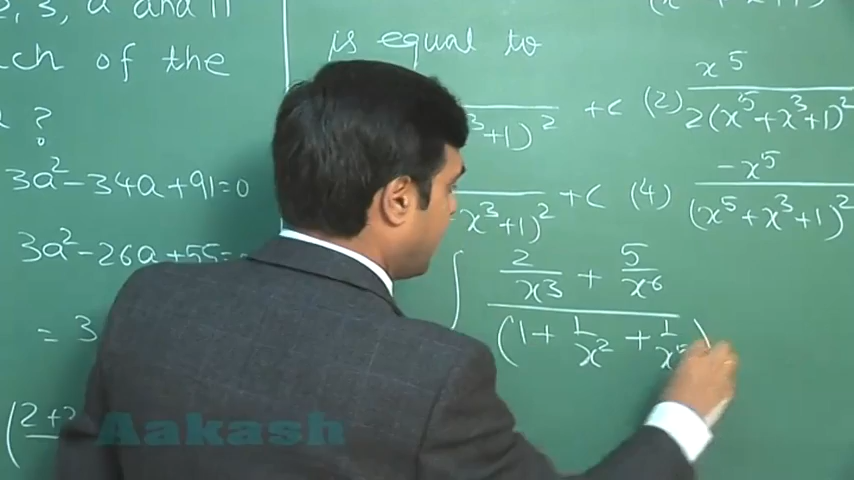 2, 3, a and 11
ch of the
?
3a²-34a+91=0
3a²-26a+55=
= 3
(2+
is equal to
³+1)² +c (2) x⁵/2(x⁵+x³+1)²
x³+1)² +c (4) -x⁵/(x⁵+x³+1)²
∫ (2/x³ + 5/x⁶)/(1+ 1/x² + 1/x⁵)
Aakash